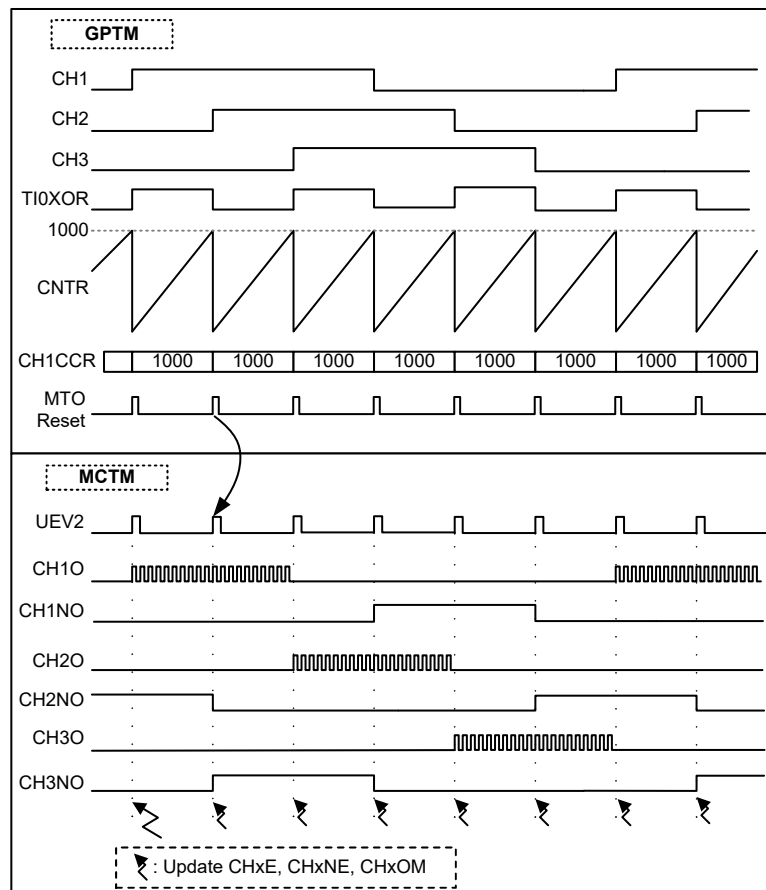 GPTM
CH1
CH2
CH3
TI0XOR
1000
CNTR
CH1CCR 1000 1000 1000 1000 1000 1000 1000 1000
MTO
Reset
MCTM
UEV2
CH1O
CH1NO
CH2O
CH2NO
CH3O
CH3NO
: Update CHxE, CHxNE, CHxOM